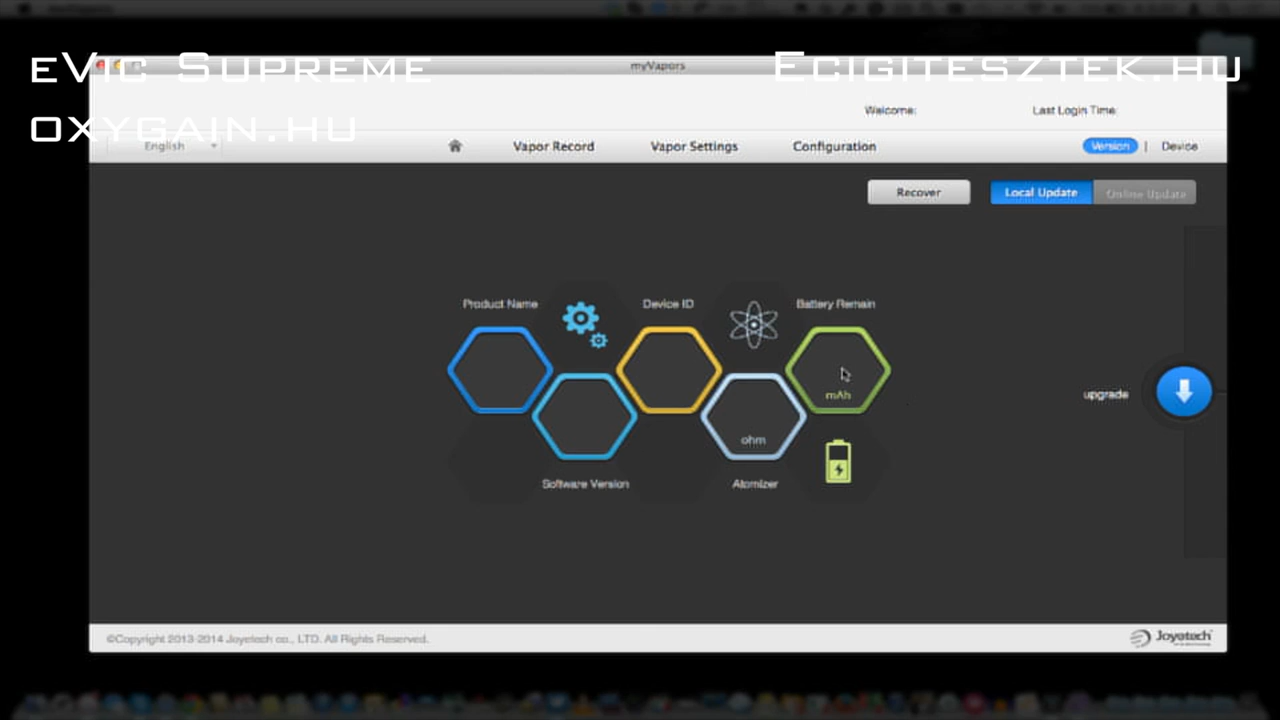 eVic Supreme
Ecigitesztek.hu
oxygain.hu
myVapors
Welcome:
Last Login Time:
English
Vapor Record
Vapor Settings
Configuration
Version | Device
Recover
Local Update
Online Update
Product Name
Device ID
Battery Remain
mAh
upgrade
ohm
Software Version
Atomizer
©Copyright 2013-2014 Joyetech co., LTD. All Rights Reserved.
Joyetech